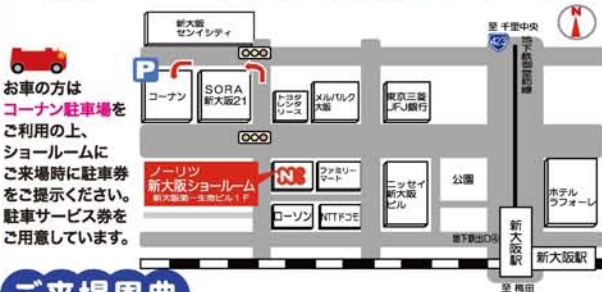 新大阪
センイシティ
至 千里中央
N
423
地下鉄御堂筋線
P
お車の方は
コーナン駐車場を
ご利用の上、
ショールームに
ご来場時に駐車券
をご提示ください。
駐車サービス券を
ご用意しています。
コーナン
SORA
新大阪21
トヨタ
レンタ
リース
メルパルク
大阪
東京三菱
UFJ銀行
ノーリツ
新大阪ショールーム
新大阪第一生命ビル1F
N
ファミリー
マート
ニッセイ
新大阪
ビル
公園
ホテル
ラフォーレ
ローソン
NTTドコモ
地下鉄出口④
新大阪駅
新大阪駅
至 梅田
ご来場周典